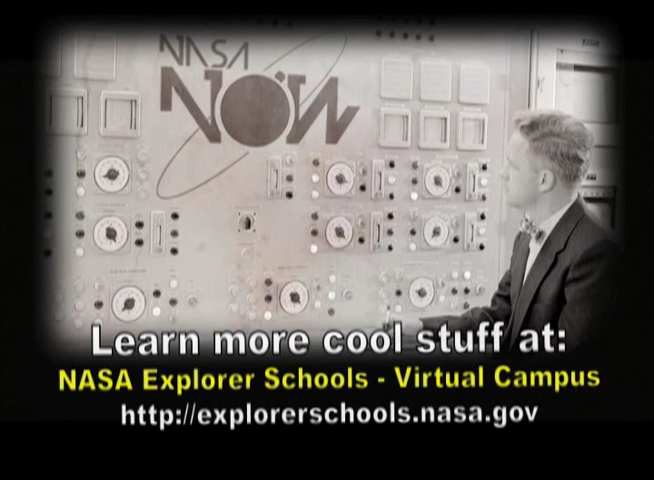 NASA
NOW
Learn more cool stuff at:
NASA Explorer Schools - Virtual Campus
http://explorerschools.nasa.gov